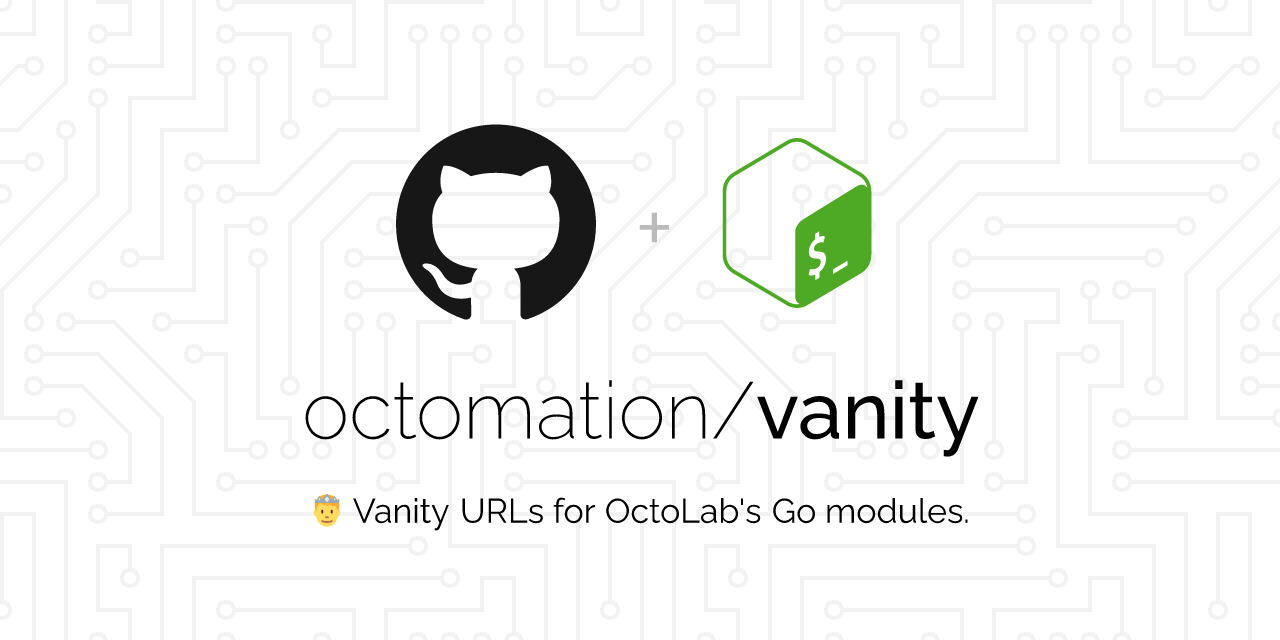 +
$_
octomation/vanity
🤴 Vanity URLs for OctoLab's Go modules.